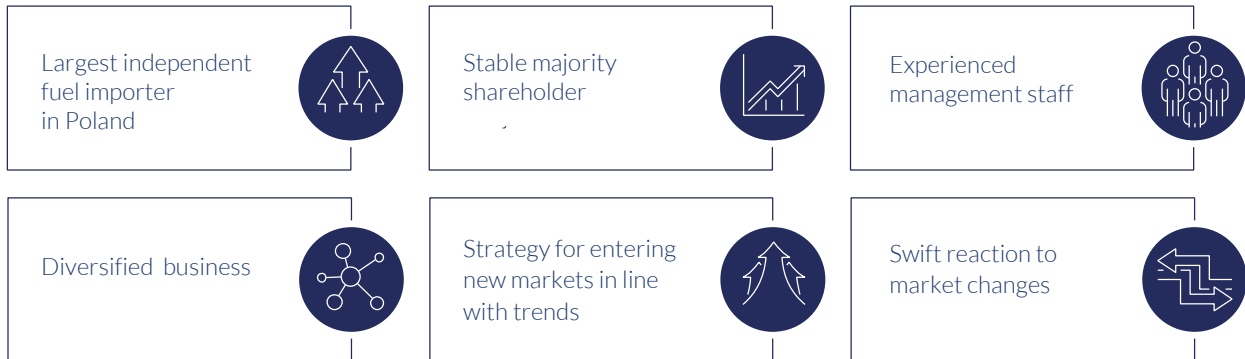 Largest independent
fuel importer
in Poland
Stable majority
shareholder
Experienced
management staff
Diversified business
Strategy for entering
new markets in line
with trends
Swift reaction to
market changes